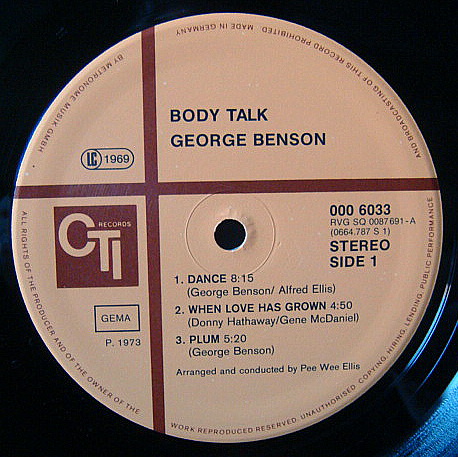 BODY TALK
GEORGE BENSON
LC 1969
000 6033
RVG SQ 0087691-A
(0664.787 S 1)
STEREO
SIDE 1
RECORDS
CTI
GEMA
P. 1973
1. DANCE 8:15
(George Benson/ Alfred Ellis)
2. WHEN LOVE HAS GROWN 4:50
(Donny Hathaway/Gene McDaniel)
3. PLUM 5:20
(George Benson)
Arranged and conducted by Pee Wee Ellis
ALL RIGHTS OF THE PRODUCER AND OF THE OWNER OF THE WORK REPRODUCED RESERVED. UNAUTHORISED COPYING, HIRING, LENDING, PUBLIC PERFORMANCE AND BROADCASTING OF THIS RECORD PROHIBITED
MADE IN GERMANY
BY METRONOME MUSIK GMBH